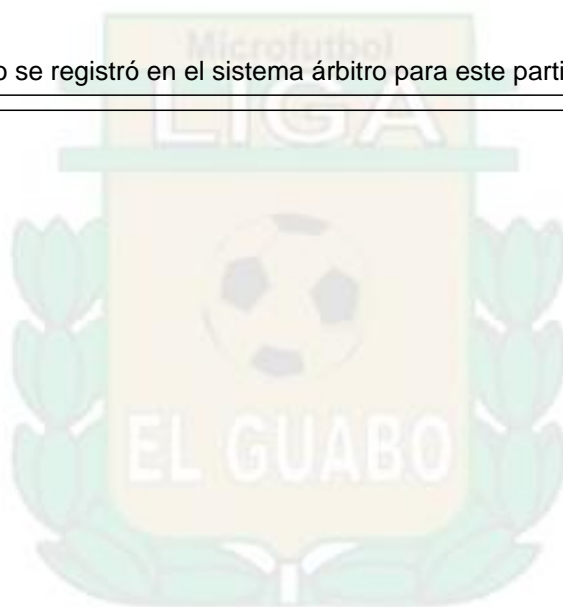 Microfutbol
o se registró en el sistema árbitro para este parti
LIGA
EL GUABO